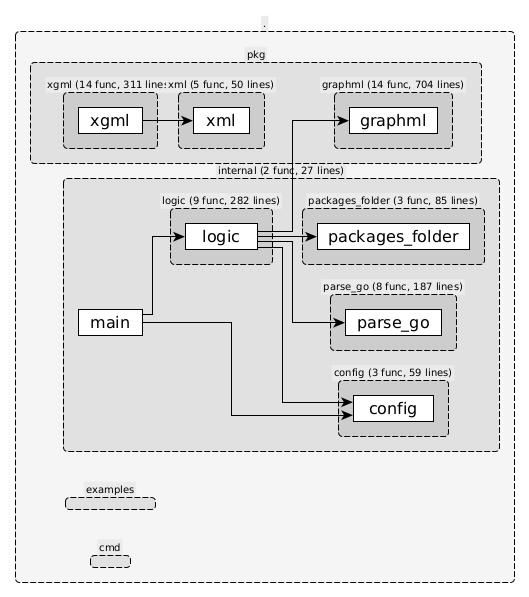 .
pkg
xgml (14 func, 311 lines
xml (5 func, 50 lines)
graphml (14 func, 704 lines)
xgml
xml
graphml
internal (2 func, 27 lines)
logic (9 func, 282 lines)
packages_folder (3 func, 85 lines)
logic
packages_folder
parse_go (8 func, 187 lines)
main
parse_go
config (3 func, 59 lines)
config
examples
cmd